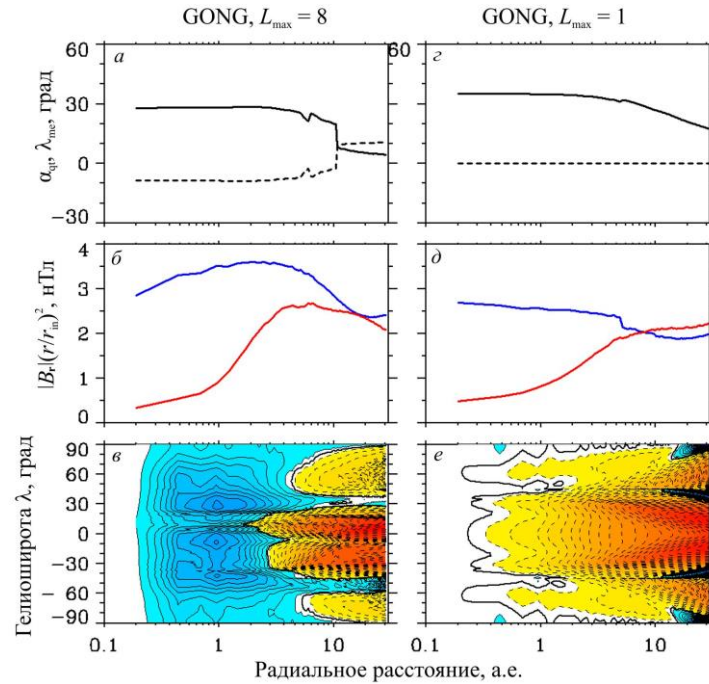 GONG, Lmax = 8
GONG, Lmax = 1
αqt, λme, град
60
30
0
−30
а
60
г
|Br|(r/rin)², нТл
4
3
2
1
0
б
д
Гелиоширота λ, град
90
60
30
0
−30
−60
−90
в
е
0.1 1 10 0.1 1 10
Радиальное расстояние, а.е.